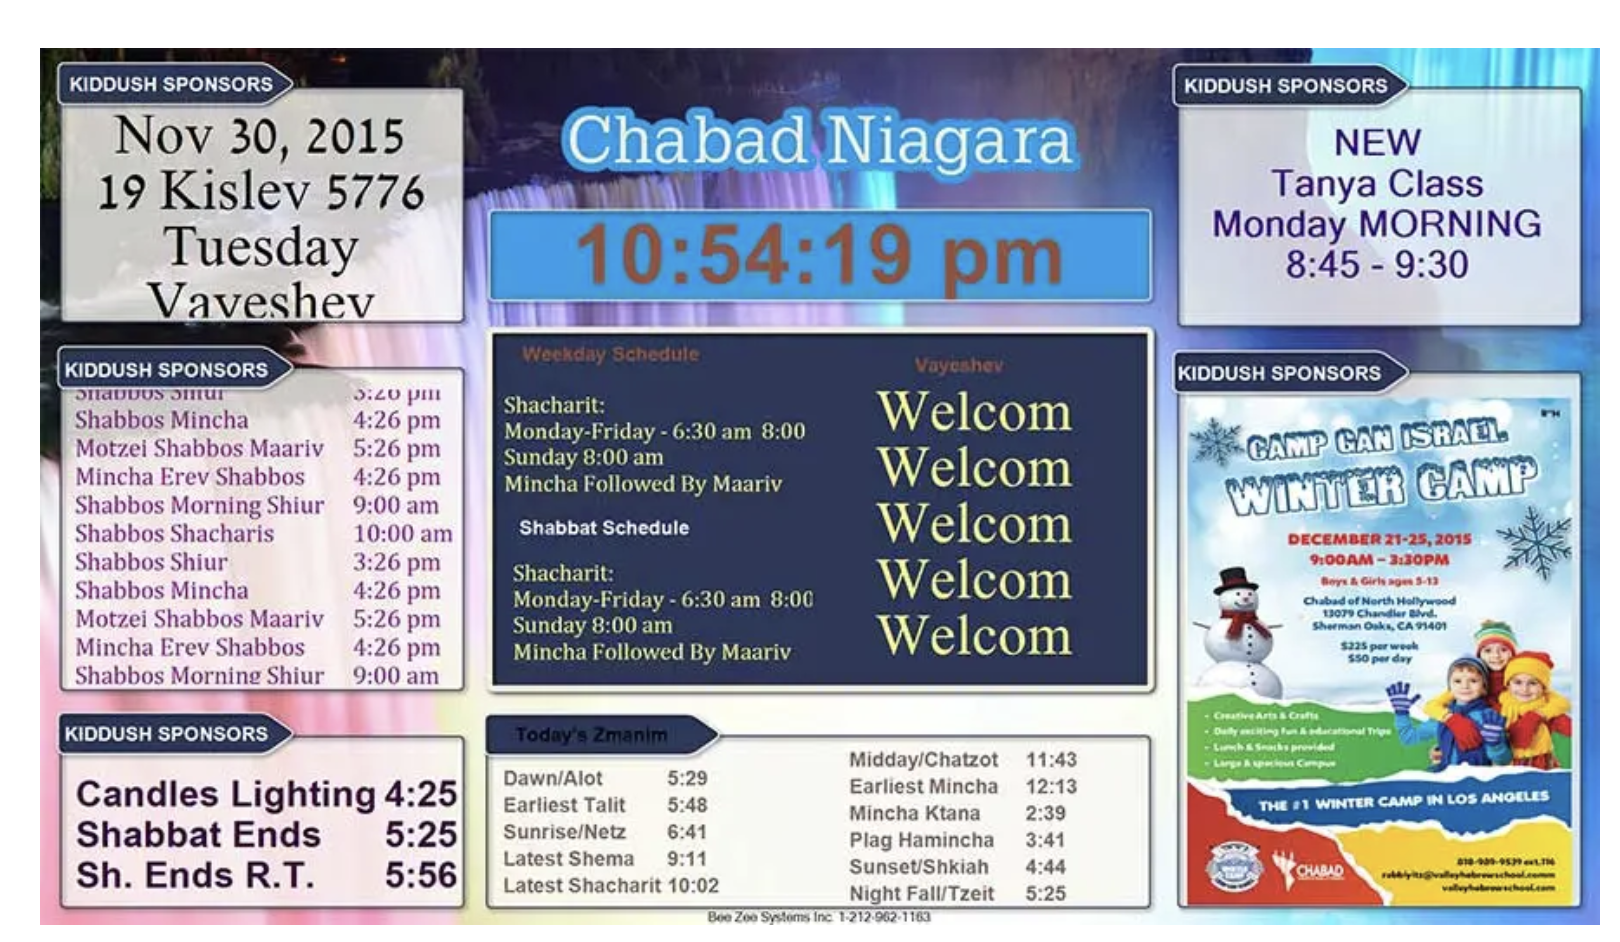 KIDDUSH SPONSORS
Nov 30, 2015
19 Kislev 5776
Tuesday
Vayeshev
KIDDUSH SPONSORS
Shabbos Shiur 3:26 pm
Shabbos Mincha 4:26 pm
Motzei Shabbos Maariv 5:26 pm
Mincha Erev Shabbos 4:26 pm
Shabbos Morning Shiur 9:00 am
Shabbos Shacharis 10:00 am
Shabbos Shiur 3:26 pm
Shabbos Mincha 4:26 pm
Motzei Shabbos Maariv 5:26 pm
Mincha Erev Shabbos 4:26 pm
Shabbos Morning Shiur 9:00 am
KIDDUSH SPONSORS
Candles Lighting 4:25
Shabbat Ends 5:25
Sh. Ends R.T. 5:56
Chabad Niagara
10:54:19 pm
Weekday Schedule
Shacharit:
Monday-Friday - 6:30 am 8:00
Sunday 8:00 am
Mincha Followed By Maariv
Shabbat Schedule
Shacharit:
Monday-Friday - 6:30 am 8:00
Sunday 8:00 am
Mincha Followed By Maariv
Vayeshev
Welcom
Welcom
Welcom
Welcom
Welcom
Today's Zmanim
Dawn/Alot 5:29
Earliest Talit 5:48
Sunrise/Netz 6:41
Latest Shema 9:11
Latest Shacharit 10:02
Midday/Chatzot 11:43
Earliest Mincha 12:13
Mincha Ktana 2:39
Plag Hamincha 3:41
Sunset/Shkiah 4:44
Night Fall/Tzeit 5:25
Bee Zee Systems Inc. 1-212-962-1163
KIDDUSH SPONSORS
NEW
Tanya Class
Monday MORNING
8:45 - 9:30
KIDDUSH SPONSORS
ב"ה
CAMP GAN ISRAEL
WINTER CAMP
DECEMBER 21-25, 2015
9:00AM – 3:30PM
Boys & Girls ages 5-13
Chabad of North Hollywood
13079 Chandler Blvd.
Sherman Oaks, CA 91401
$225 per week
$50 per day
- Creative Arts & Crafts
- Daily exciting fun & educational Trips
- Lunch & Snacks provided
- Large & spacious Campus
THE #1 WINTER CAMP IN LOS ANGELES
CHABAD
818-989-9539 ext.116
rabbiyitz@valleyhebrewschool.comm
valleyhebrewschool.com